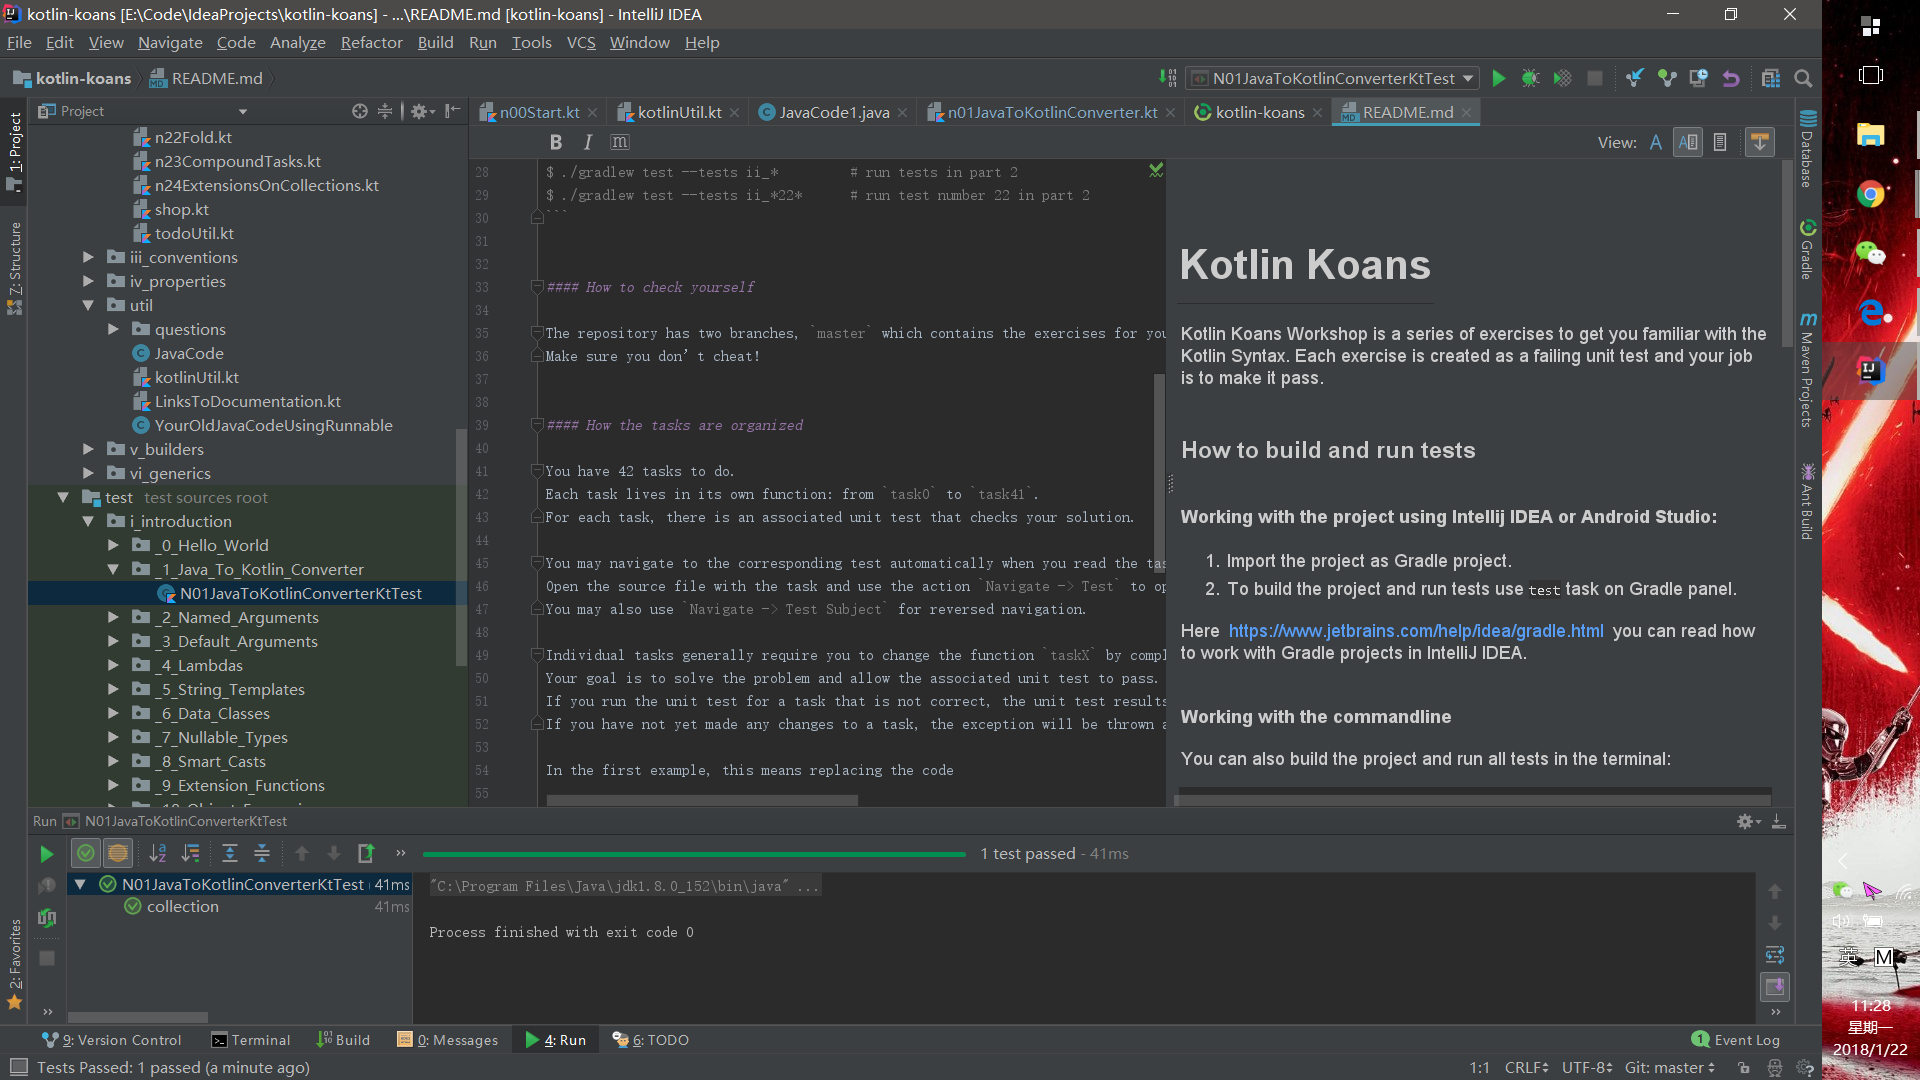 kotlin-koans [E:\Code\IdeaProjects\kotlin-koans] - ...\README.md [kotlin-koans] - IntelliJ IDEA
File Edit View Navigate Code Analyze Refactor Build Run Tools VCS Window Help
kotlin-koans README.md
N01JavaToKotlinConverterKtTest
Project
n00Start.kt kotlinUtil.kt JavaCode1.java n01JavaToKotlinConverter.kt kotlin-koans README.md
B I m
View: A
1: Project
Z: Structure
2: Favorites
n22Fold.kt
n23CompoundTasks.kt
n24ExtensionsOnCollections.kt
shop.kt
todoUtil.kt
iii_conventions
iv_properties
util
questions
JavaCode
kotlinUtil.kt
LinksToDocumentation.kt
YourOldJavaCodeUsingRunnable
v_builders
vi_generics
test test sources root
i_introduction
_0_Hello_World
_1_Java_To_Kotlin_Converter
N01JavaToKotlinConverterKtTest
_2_Named_Arguments
_3_Default_Arguments
_4_Lambdas
_5_String_Templates
_6_Data_Classes
_7_Nullable_Types
_8_Smart_Casts
_9_Extension_Functions
28 $ ./gradlew test --tests ii_* # run tests in part 2
29 $ ./gradlew test --tests ii_*22* # run test number 22 in part 2
30 ```
31
32
33 #### How to check yourself
34
35 The repository has two branches, `master` which contains the exercises for you
36 Make sure you don't cheat!
37
38
39 #### How the tasks are organized
40
41 You have 42 tasks to do.
42 Each task lives in its own function: from `task0` to `task41`.
43 For each task, there is an associated unit test that checks your solution.
44
45 You may navigate to the corresponding test automatically when you read the tas
46 Open the source file with the task and use the action `Navigate -> Test` to op
47 You may also use `Navigate -> Test Subject` for reversed navigation.
48
49 Individual tasks generally require you to change the function `taskX` by compl
50 Your goal is to solve the problem and allow the associated unit test to pass.
51 If you run the unit test for a task that is not correct, the unit test results
52 If you have not yet made any changes to a task, the exception will be thrown a
53
54 In the first example, this means replacing the code
55
Kotlin Koans
Kotlin Koans Workshop is a series of exercises to get you familiar with the
Kotlin Syntax. Each exercise is created as a failing unit test and your job
is to make it pass.
How to build and run tests
Working with the project using Intellij IDEA or Android Studio:
1. Import the project as Gradle project.
2. To build the project and run tests use test task on Gradle panel.
Here https://www.jetbrains.com/help/idea/gradle.html you can read how
to work with Gradle projects in IntelliJ IDEA.
Working with the commandline
You can also build the project and run all tests in the terminal:
Database
Gradle
Maven Projects
Ant Build
Run N01JavaToKotlinConverterKtTest
1 test passed - 41ms
N01JavaToKotlinConverterKtTest 41ms
collection 41ms
"C:\Program Files\Java\jdk1.8.0_152\bin\java" ...
Process finished with exit code 0
9: Version Control Terminal Build 0: Messages 4: Run 6: TODO 1 Event Log
Tests Passed: 1 passed (a minute ago)
1:1 CRLF UTF-8 Git: master
英 M
11:28
星期一
2018/1/22